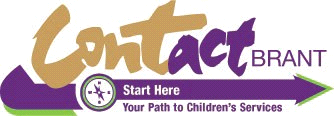 Contact BRANT
Start Here
Your Path to Children's Services